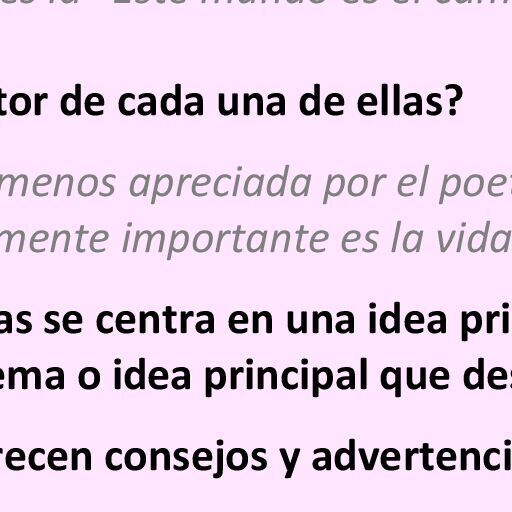 es la "Este mundo es el cam
tor de cada una de ellas?
menos apreciada por el poet
mente importante es la vida
as se centra en una idea pri
ema o idea principal que des
recen consejos y advertenci